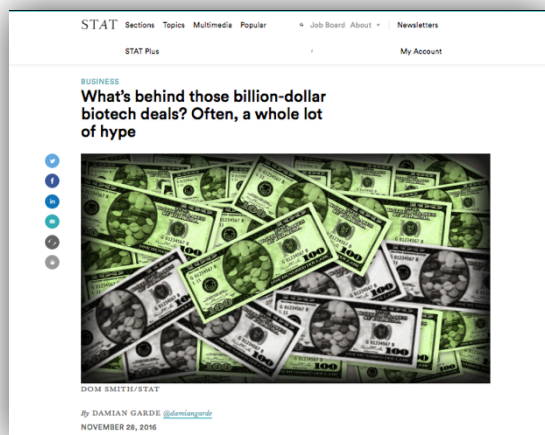 STAT Sections Topics Multimedia Popular Job Board About Newsletters
STAT Plus My Account
BUSINESS
What's behind those billion-dollar
biotech deals? Often, a whole lot
of hype
DOM SMITH/STAT
By DAMIAN GARDE @damiangarde
NOVEMBER 28, 2016